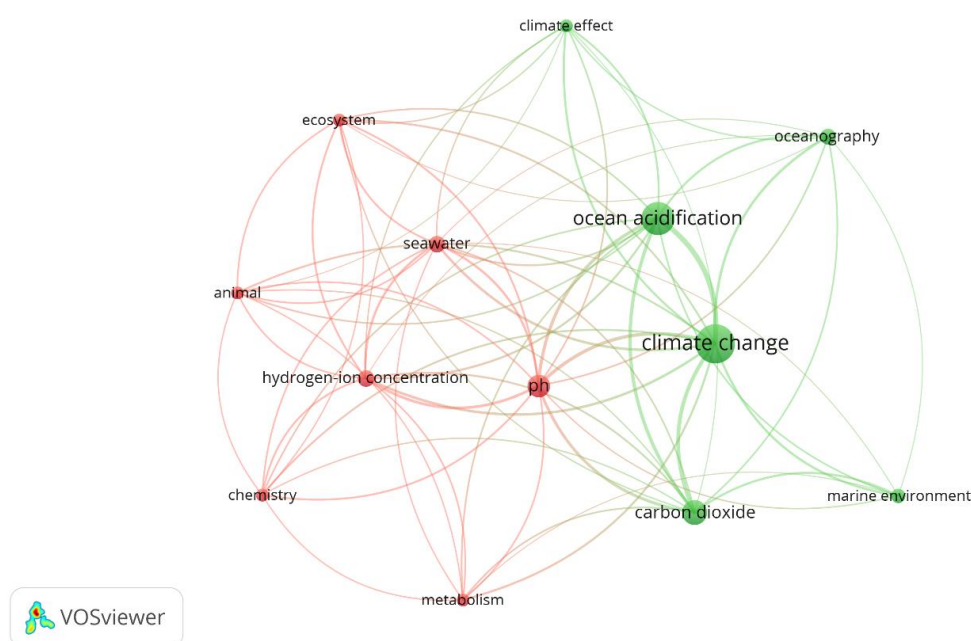 climate effect
ecosystem
oceanography
ocean acidification
seawater
animal
climate change
hydrogen-ion concentration
ph
chemistry
marine environment
carbon dioxide
metabolism
VOSviewer